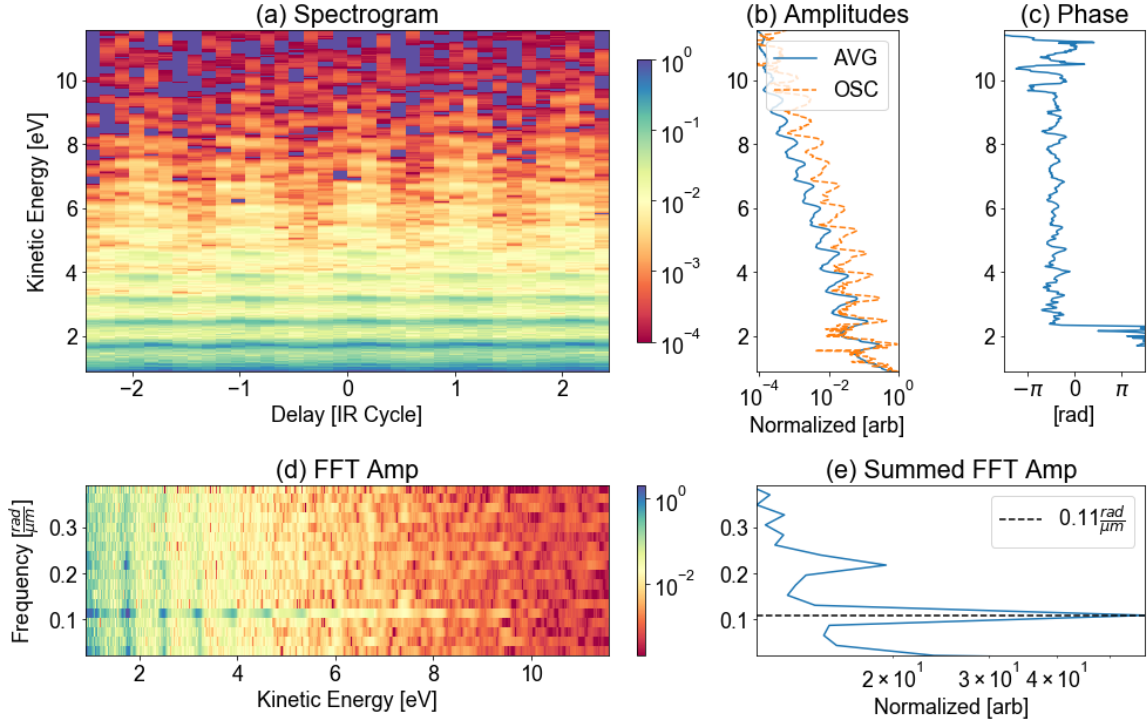 (a) Spectrogram
Kinetic Energy [eV]
10
8
6
4
2
−2
−1
0
1
2
Delay [IR Cycle]
10^0
10^−1
10^−2
10^−3
10^−4
(b) Amplitudes
AVG
OSC
10
8
6
4
2
10^−4
10^−2
10^0
Normalized [arb]
(c) Phase
10
8
6
4
2
−π
0
π
[rad]
(d) FFT Amp
Frequency [rad/μm]
0.3
0.2
0.1
2
4
6
8
10
Kinetic Energy [eV]
10^0
10^−2
(e) Summed FFT Amp
0.11 rad/μm
0.3
0.2
0.1
2 × 10^1
3 × 10^1
4 × 10^1
Normalized [arb]